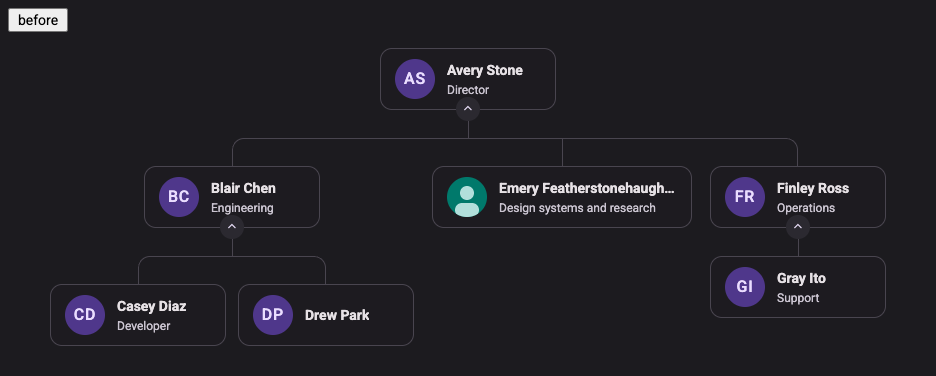 before
AS
Avery Stone
Director
BC
Blair Chen
Engineering
Emery Featherstonehaugh...
Design systems and research
FR
Finley Ross
Operations
CD
Casey Diaz
Developer
DP
Drew Park
GI
Gray Ito
Support